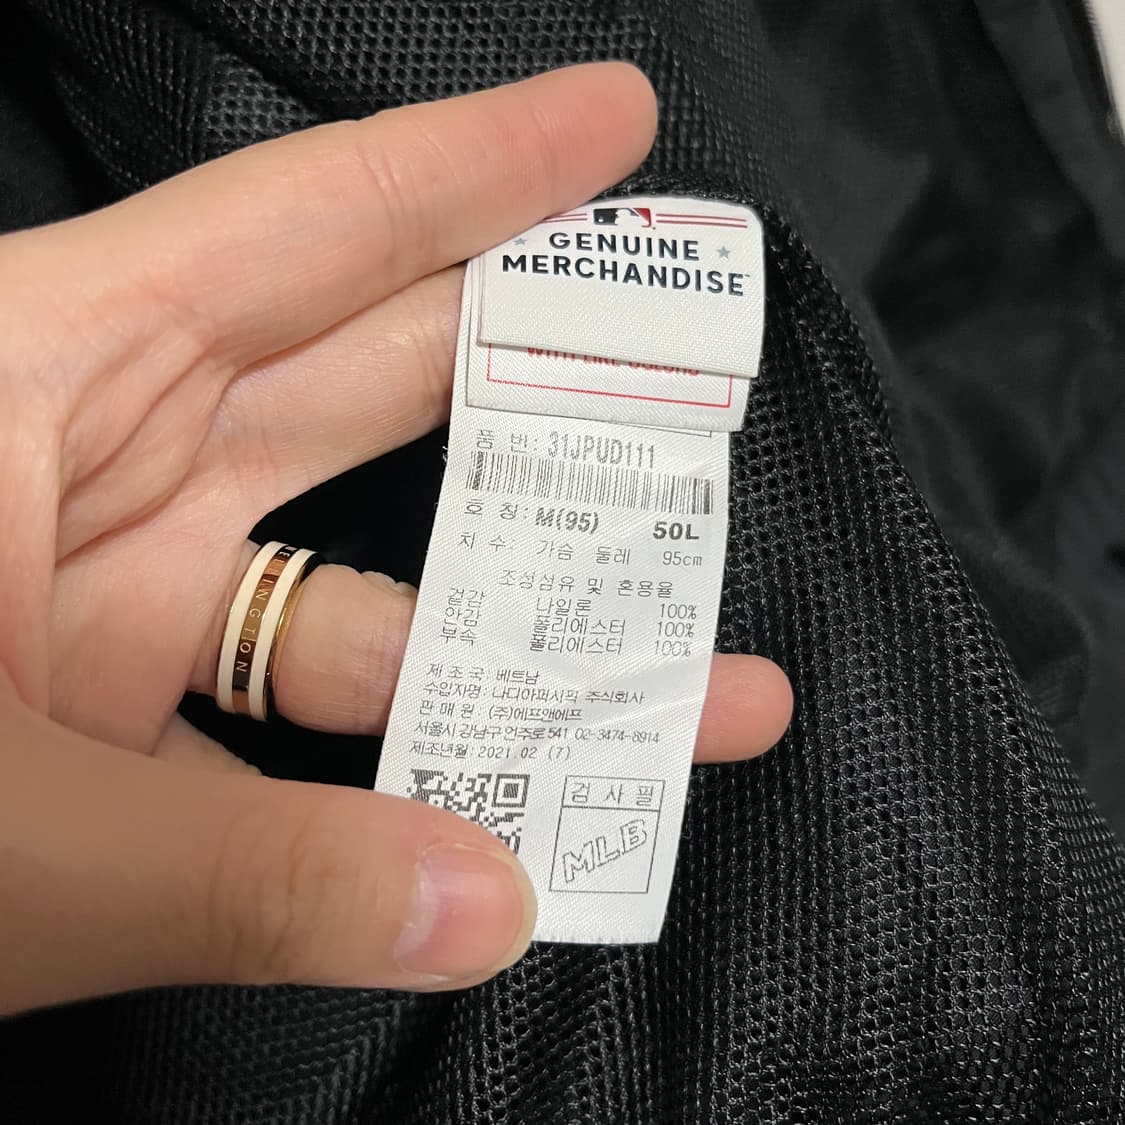 GENUINE
MERCHANDISE™
WITH LIKE COLORS
품 번: 31JPUD111
호 칭: M(95) 50L
치 수: 가슴 둘레 95cm
조성섬유 및 혼용율
겉감 나일론 100%
안감 폴리에스터 100%
부속 폴리에스터 100%
제 조 국: 베트남
수입자명: 나디아퍼시픽 주식회사
판 매 원: (주)에프앤에프
서울시 강남구 언주로 541 02-3474-8914
제조년월: 2021.02 (7)
검 사 필
MLB